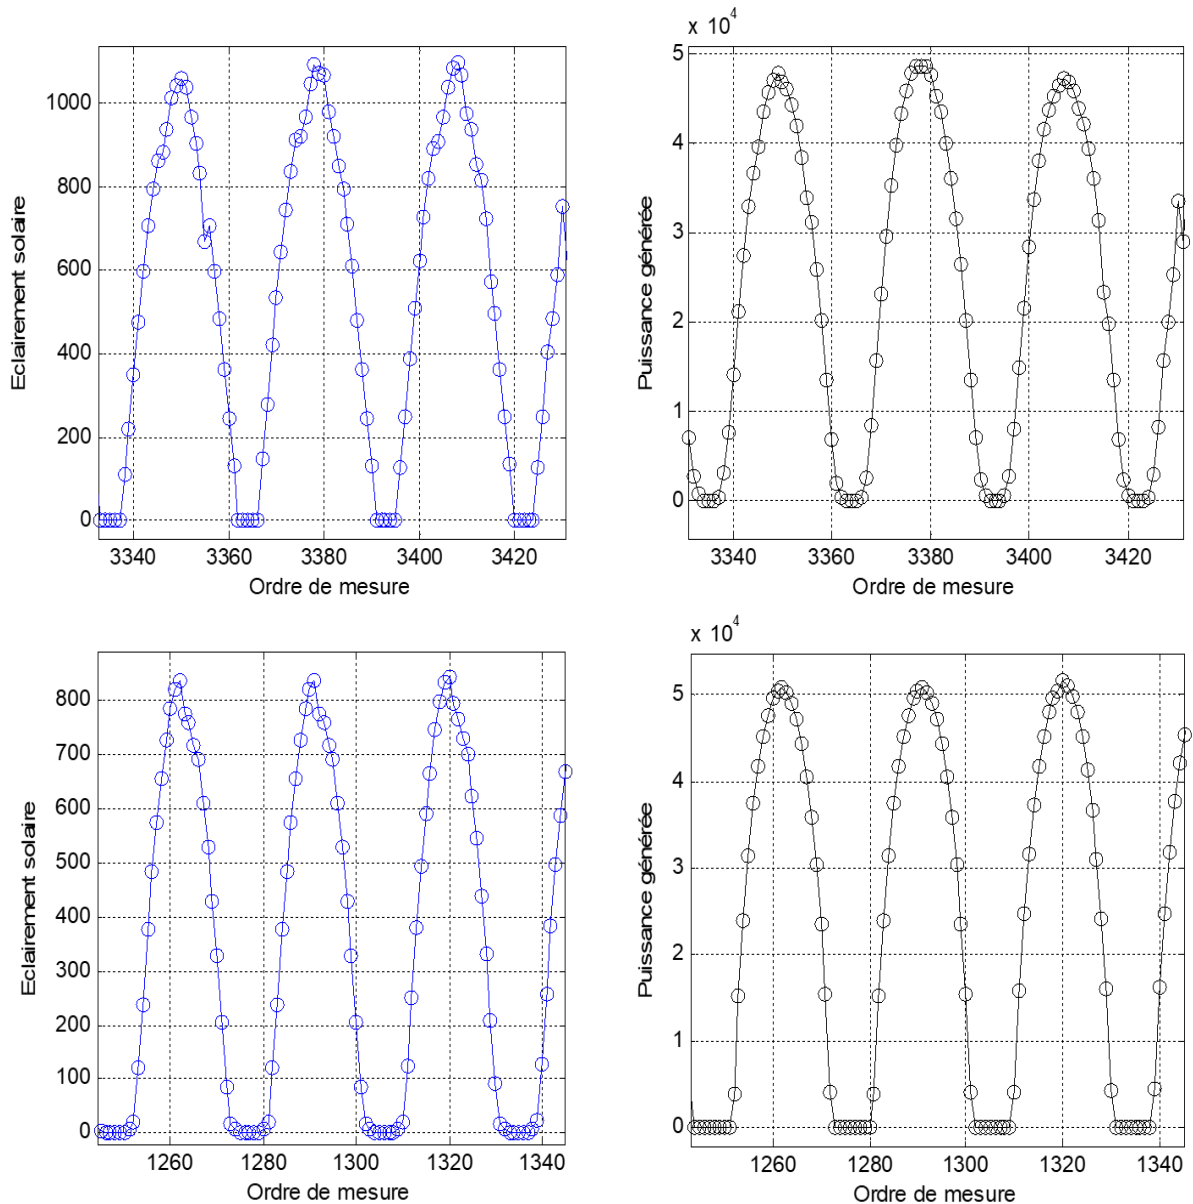 Eclairement solaire
1000
800
600
400
200
0
3340 3360 3380 3400 3420
Ordre de mesure
x 10^4
Puissance générée
5
4
3
2
1
0
3340 3360 3380 3400 3420
Ordre de mesure
Eclairement solaire
800
700
600
500
400
300
200
100
0
1260 1280 1300 1320 1340
Ordre de mesure
x 10^4
Puissance générée
5
4
3
2
1
0
1260 1280 1300 1320 1340
Ordre de mesure